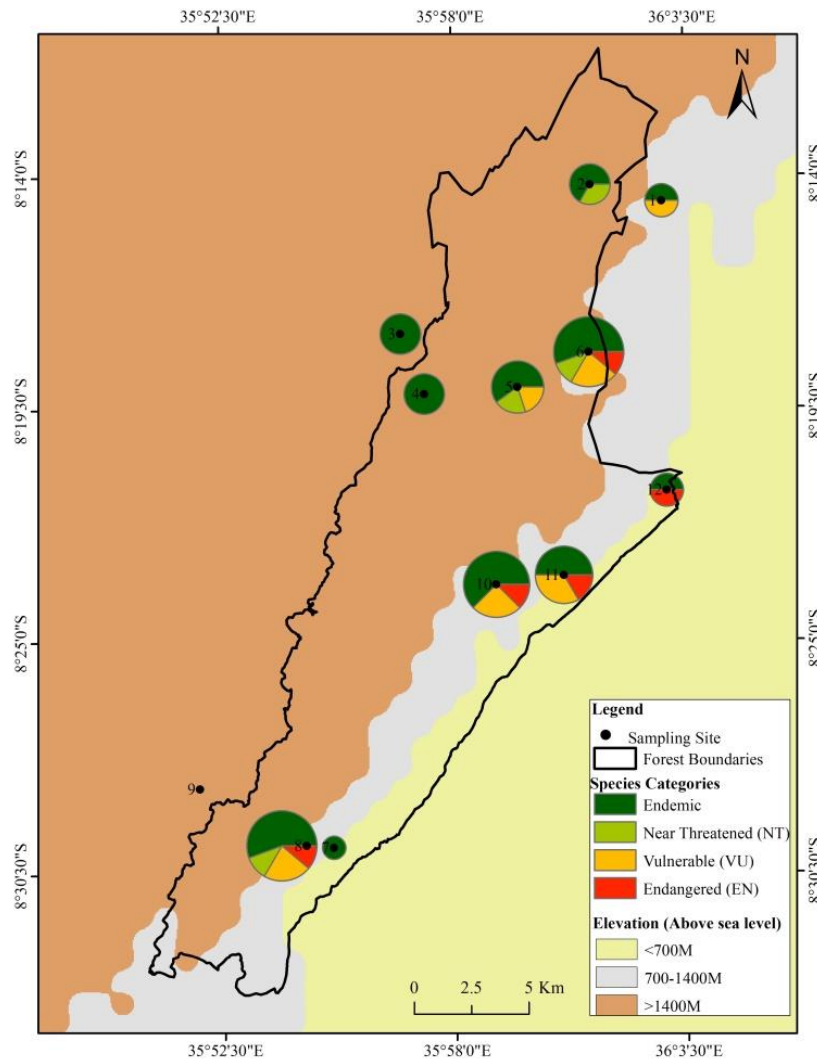 35°52'30"E 35°58'0"E 36°3'30"E
N
8°14'0"S 8°14'0"S
2
1
3
6
5
4
8°19'30"S 8°19'30"S
12
11
10
8°25'0"S 8°25'0"S
Legend
Sampling Site
Forest Boundaries
Species Categories
Endemic
Near Threatened (NT)
Vulnerable (VU)
Endangered (EN)
Elevation (Above sea level)
<700M
700-1400M
>1400M
9
8
7
8°30'30"S 8°30'30"S
0 2.5 5 Km
35°52'30"E 35°58'0"E 36°3'30"E